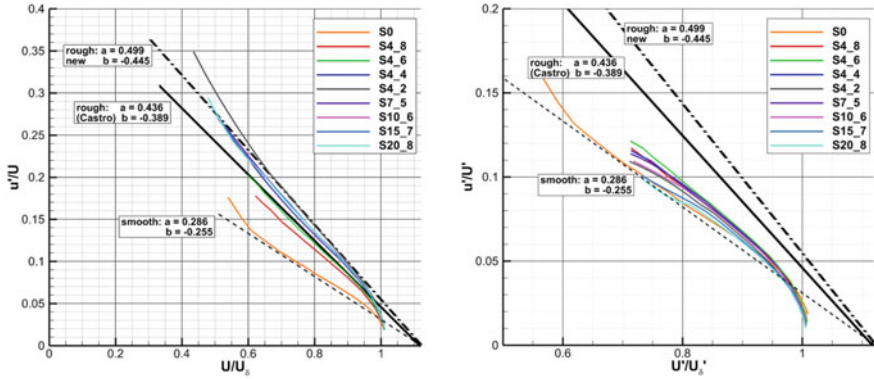 0.4
0.35
0.3
0.25
0.2
0.15
0.1
0.05
0
u'/U
0
0.2
0.4
0.6
0.8
1
U/Uδ
rough: a = 0.499
new b = -0.445
rough: a = 0.436
(Castro) b = -0.389
smooth: a = 0.286
b = -0.255
S0
S4_8
S4_6
S4_4
S4_2
S7_5
S10_6
S15_7
S20_8
0.2
0.15
0.1
0.05
0
u'/U'
0.6
0.8
1
U'/Uδ'
rough: a = 0.499
new b = -0.445
rough: a = 0.436
(Castro) b = -0.389
smooth: a = 0.286
b = -0.255
S0
S4_8
S4_6
S4_4
S4_2
S7_5
S10_6
S15_7
S20_8